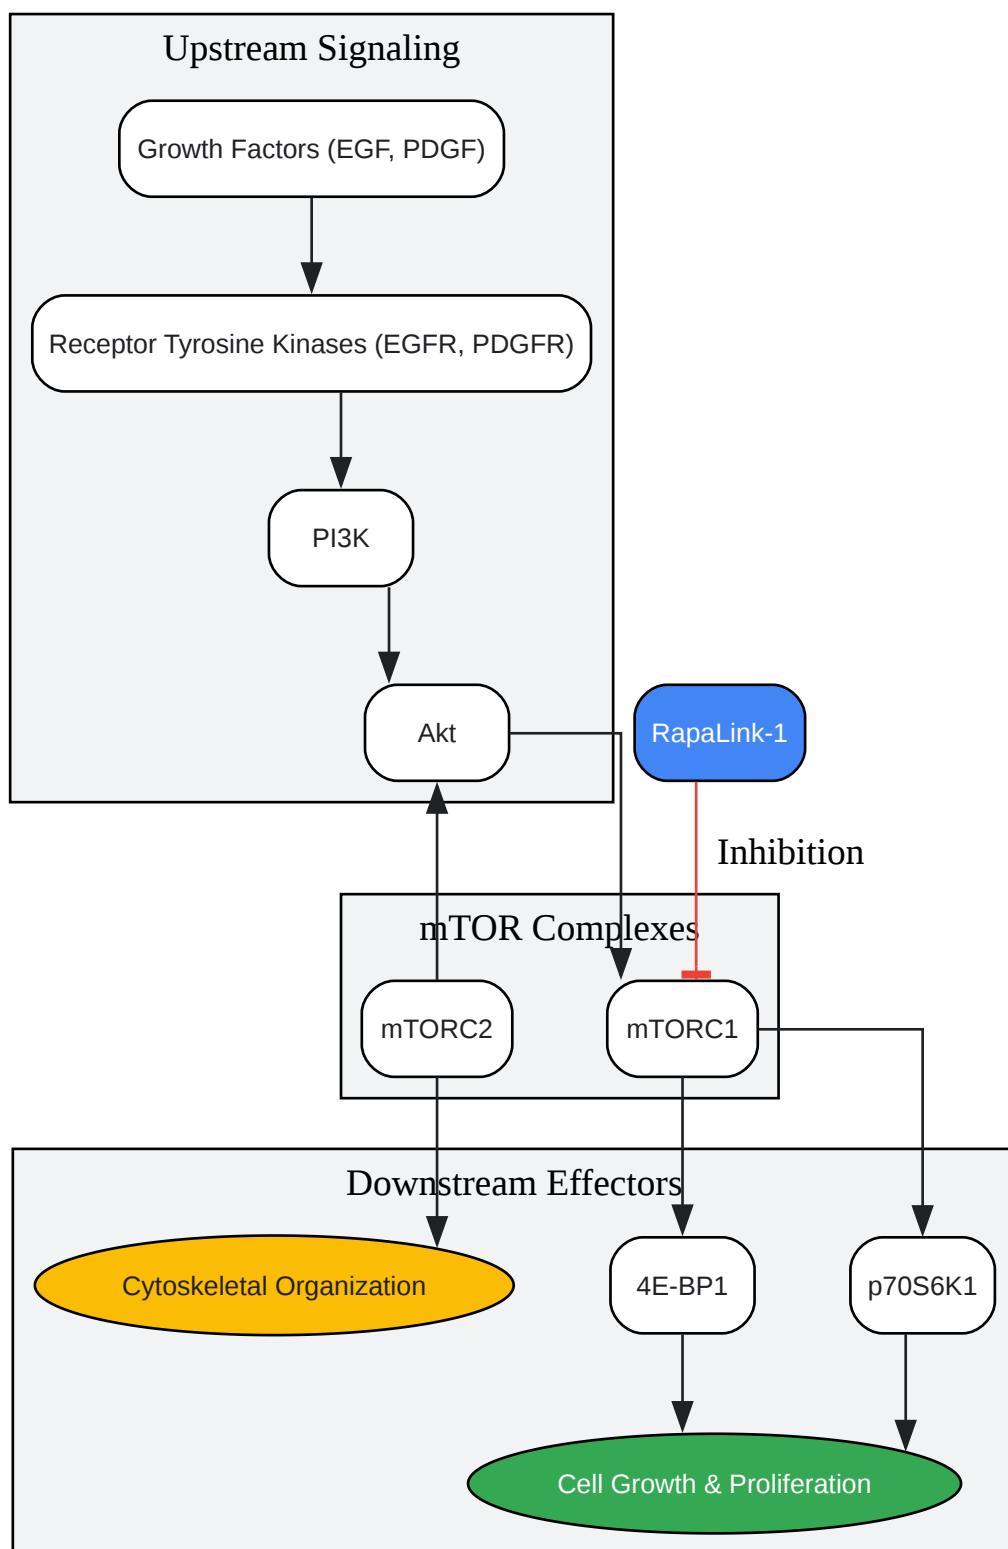 Upstream Signaling
Growth Factors (EGF, PDGF)
Receptor Tyrosine Kinases (EGFR, PDGFR)
PI3K
Akt
RapaLink-1
Inhibition
mTOR Complexes
mTORC2
mTORC1
Downstream Effectors
Cytoskeletal Organization
4E-BP1
p70S6K1
Cell Growth & Proliferation